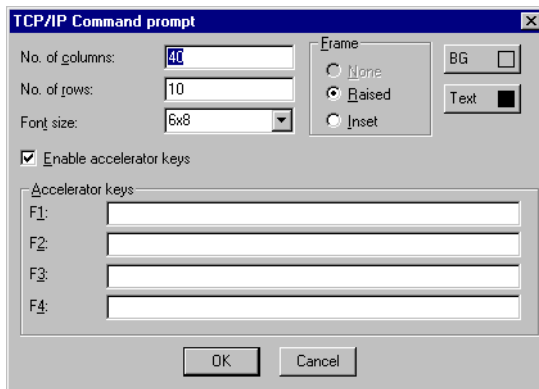 TCP/IP Command prompt
No. of columns: 40
No. of rows: 10
Font size: 6x8
Frame
None
Raised
Inset
BG
Text
Enable accelerator keys
Accelerator keys
F1:
F2:
F3:
F4:
OK Cancel